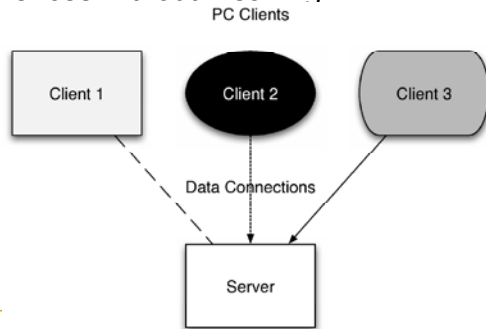 PC Clients
Client 1
Client 2
Client 3
Data Connections
Server